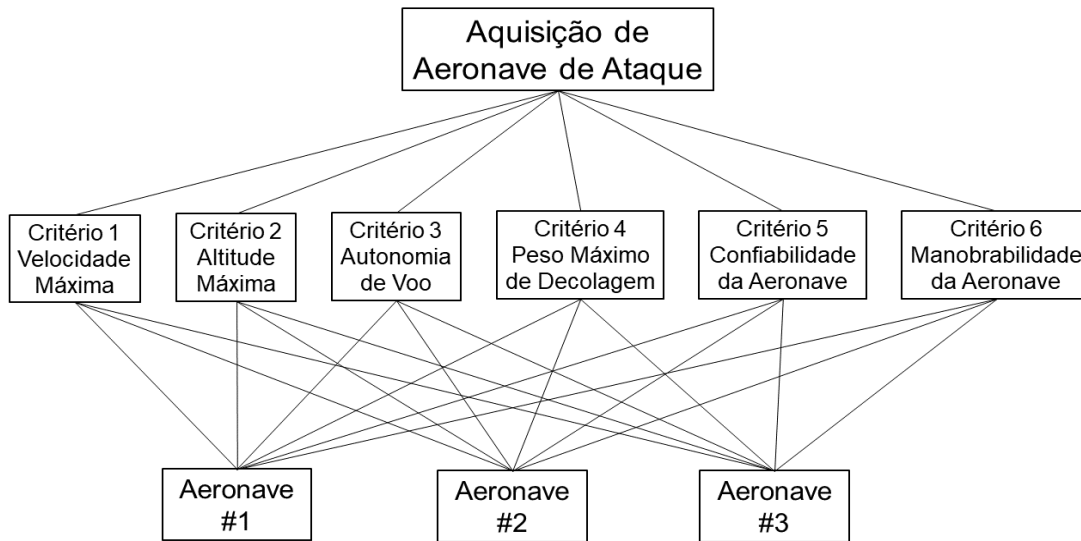 Aquisição de
Aeronave de Ataque
Critério 1
Velocidade
Máxima
Critério 2
Altitude
Máxima
Critério 3
Autonomia
de Voo
Critério 4
Peso Máximo
de Decolagem
Critério 5
Confiabilidade
da Aeronave
Critério 6
Manobrabilidade
da Aeronave
Aeronave
#1
Aeronave
#2
Aeronave
#3